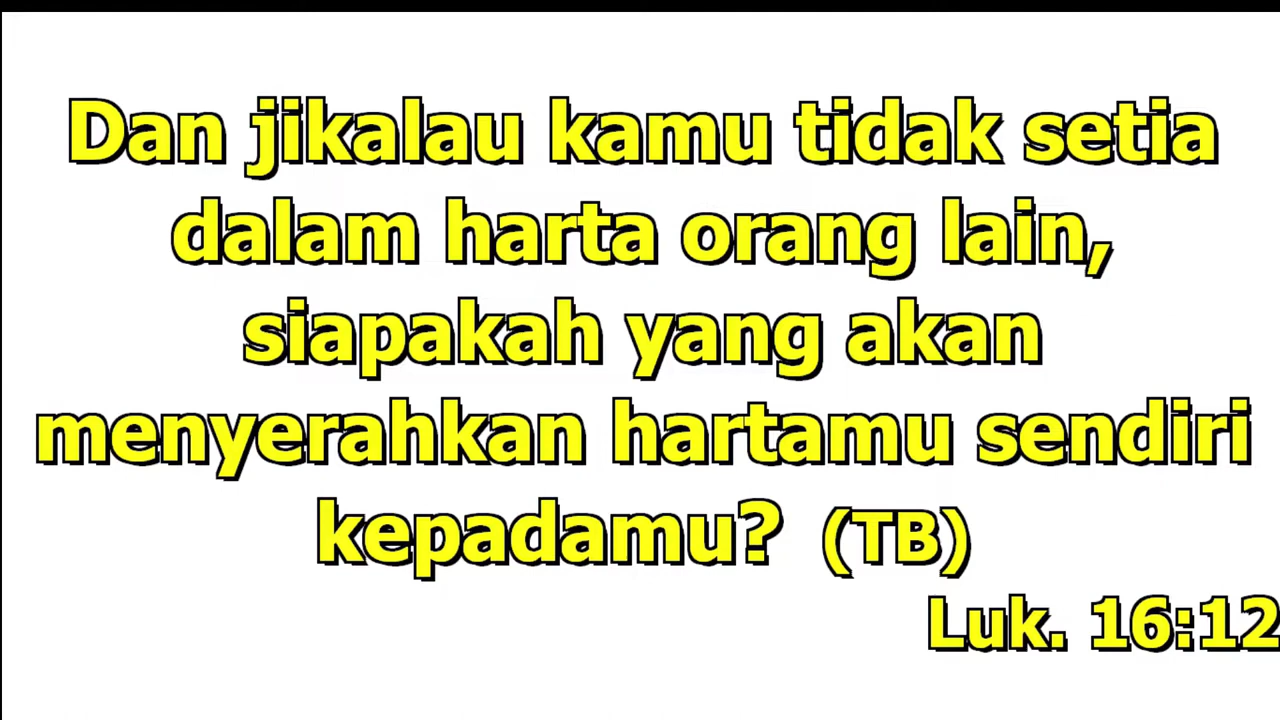 Dan jikalau kamu tidak setia
dalam harta orang lain,
siapakah yang akan
menyerahkan hartamu sendiri
kepadamu? (TB)
Luk. 16:12